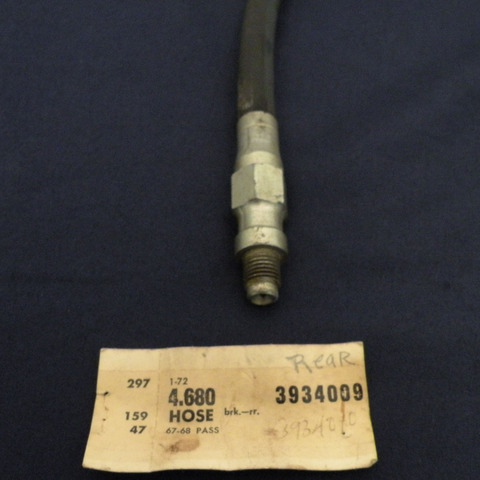 Rear
297 1-72
4.680 3934009
159 HOSE brk.—rr.
47 67-68 PASS